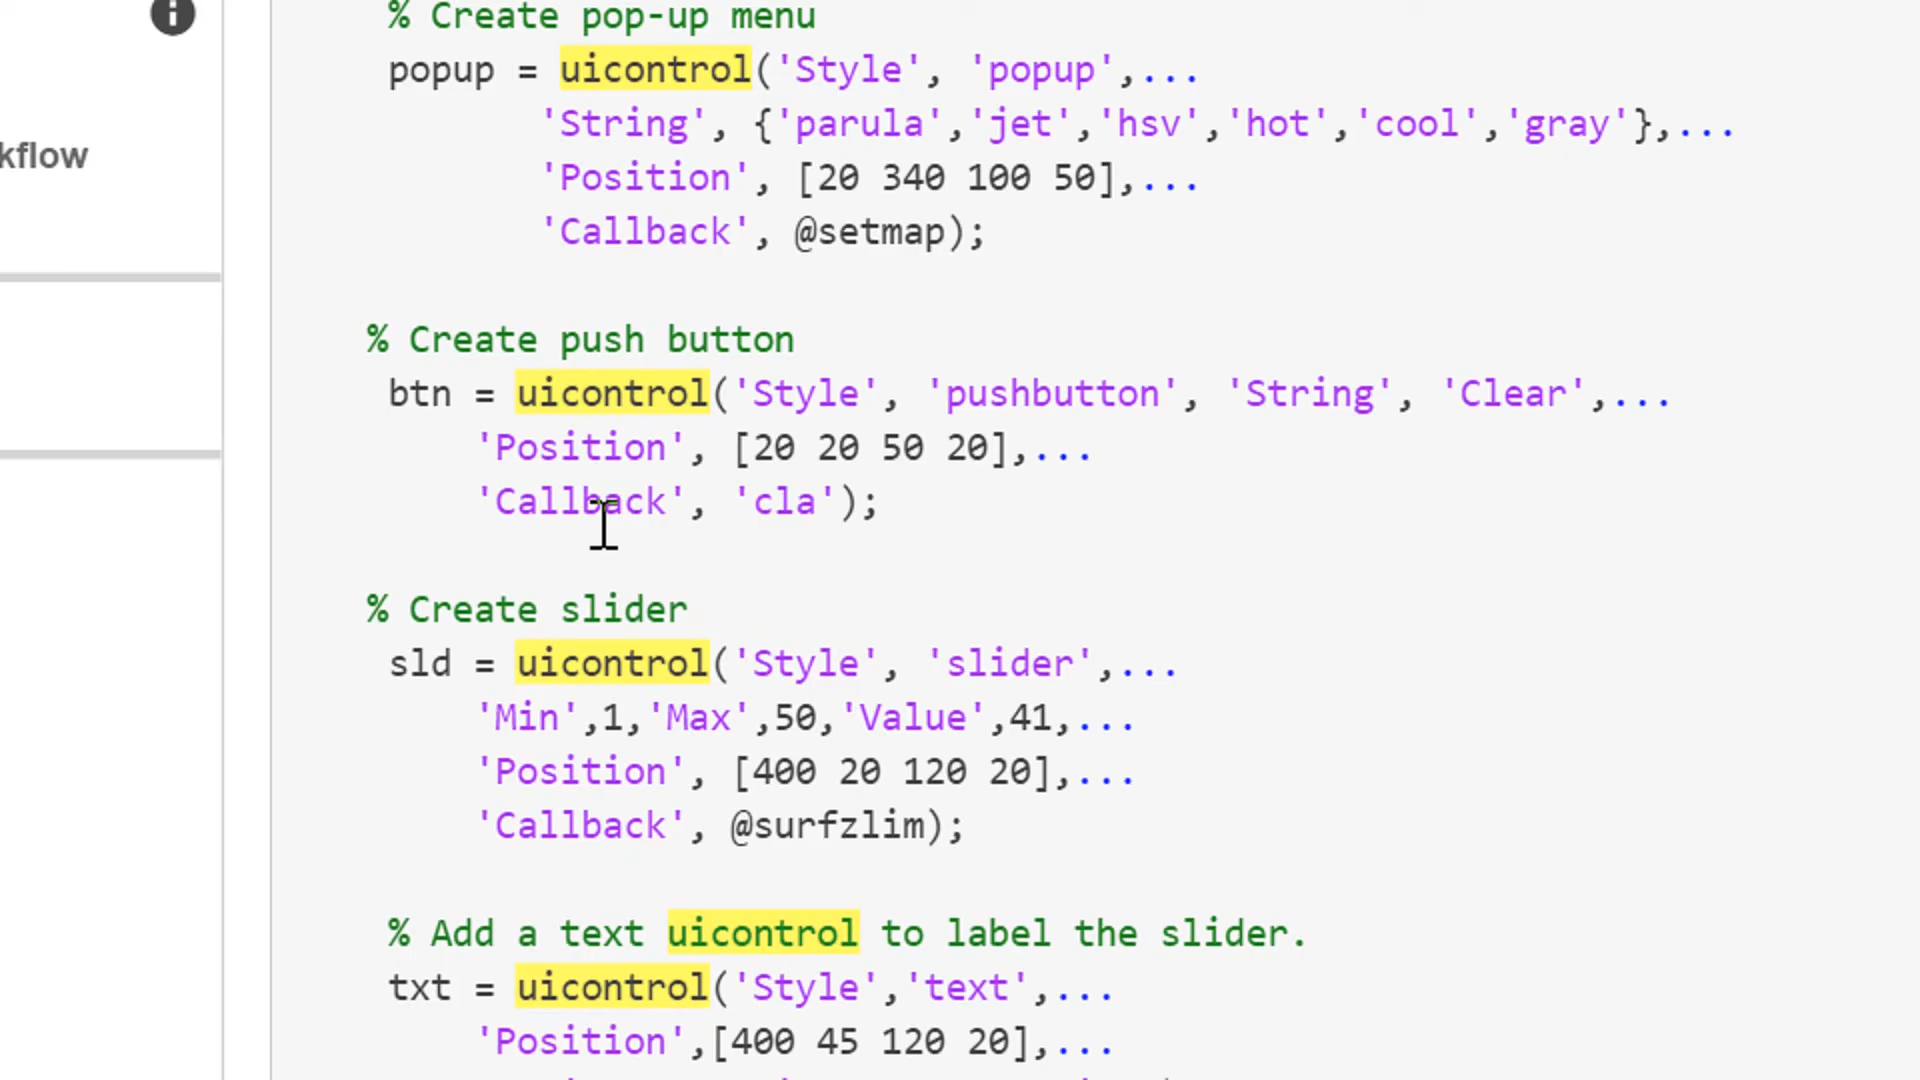 % Create pop-up menu
popup = uicontrol('Style', 'popup',...
'String', {'parula','jet','hsv','hot','cool','gray'},...
kflow
'Position', [20 340 100 50],...
'Callback', @setmap);
% Create push button
btn = uicontrol('Style', 'pushbutton', 'String', 'Clear',...
'Position', [20 20 50 20],...
'Callback', 'cla');
% Create slider
sld = uicontrol('Style', 'slider',...
'Min',1,'Max',50,'Value',41,...
'Position', [400 20 120 20],...
'Callback', @surfzlim);
% Add a text uicontrol to label the slider.
txt = uicontrol('Style','text',...
'Position',[400 45 120 20],...